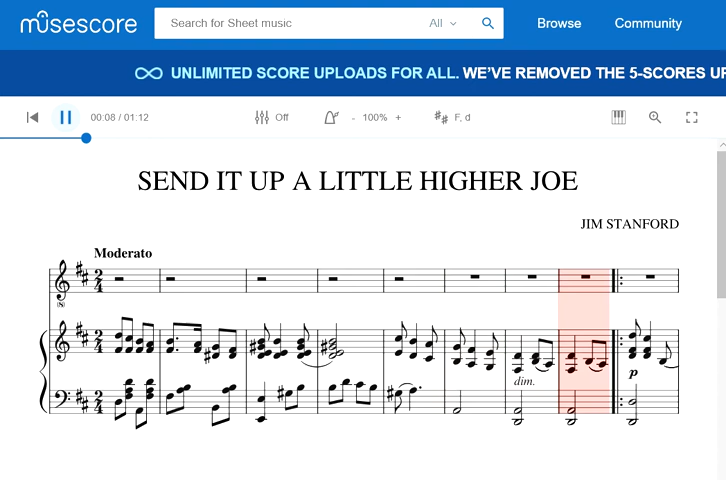 musescore
Search for Sheet music
All
Browse
Community
UNLIMITED SCORE UPLOADS FOR ALL. WE'VE REMOVED THE 5-SCORES UP
00:08 / 01:12
Off
- 100% +
F, d
SEND IT UP A LITTLE HIGHER JOE
JIM STANFORD
Moderato
dim.
p